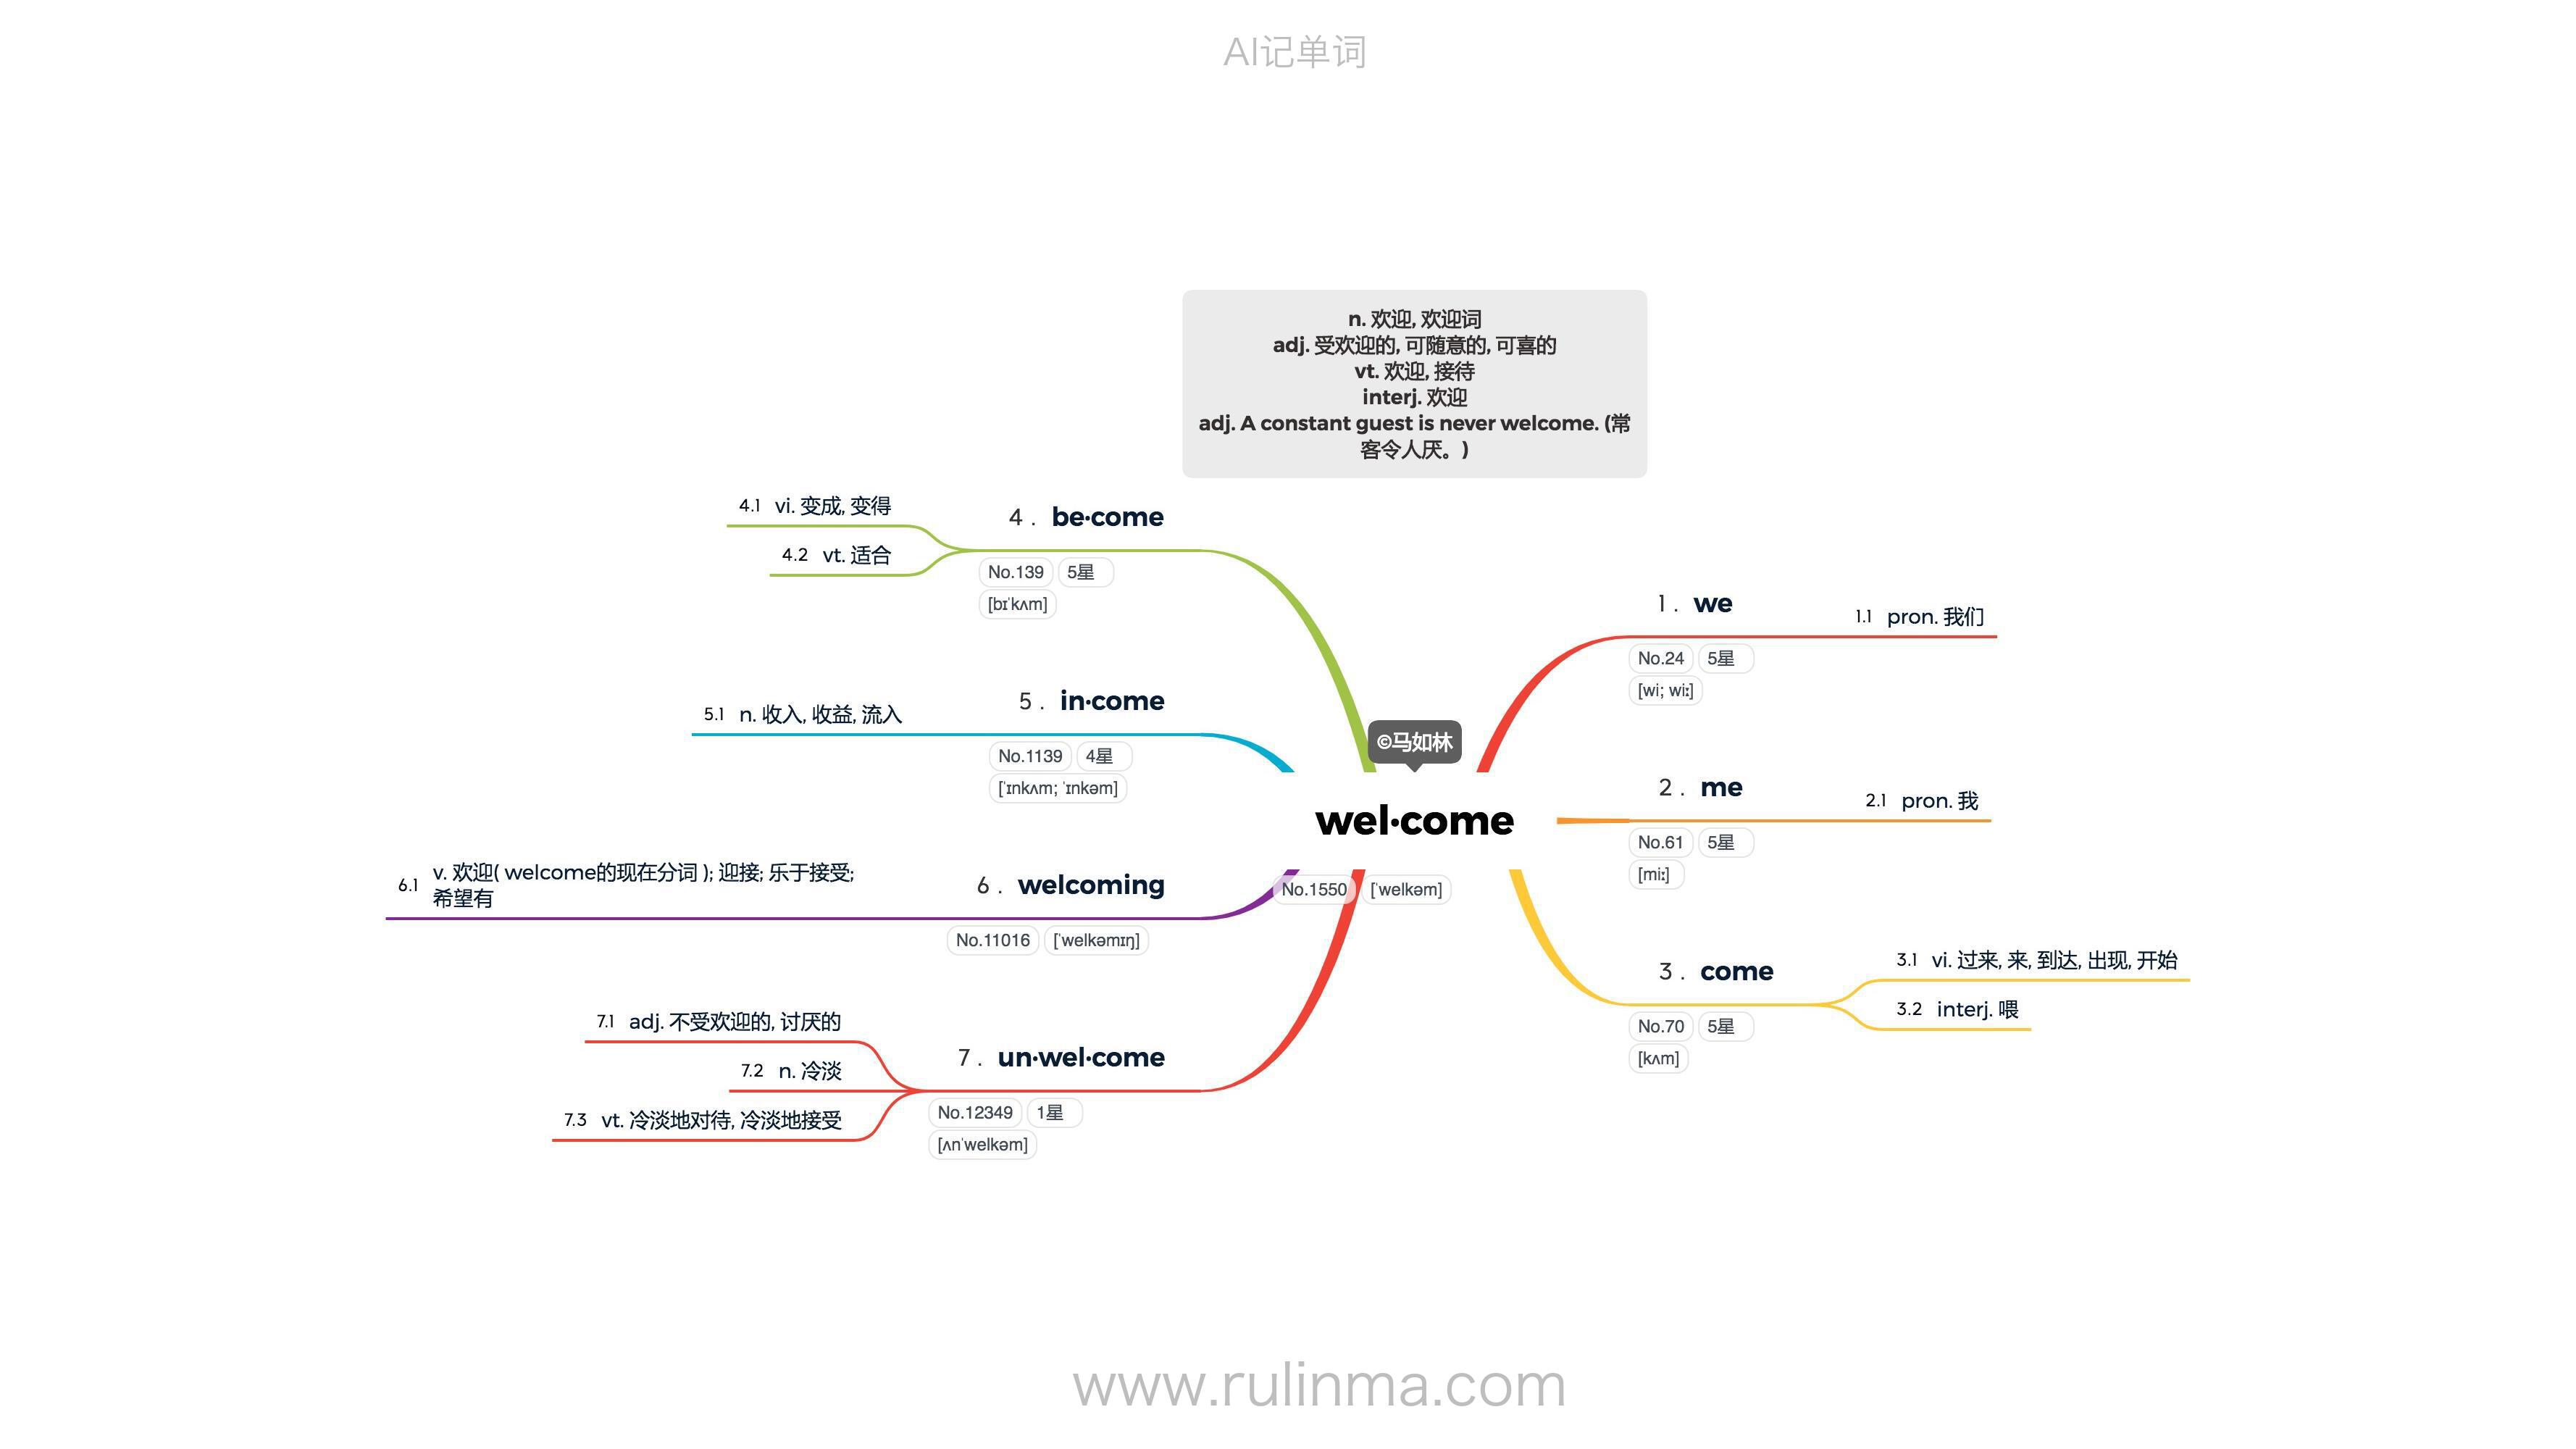 AI记单词
n. 欢迎, 欢迎词
adj. 受欢迎的, 可随意的, 可喜的
vt. 欢迎, 接待
interj. 欢迎
adj. A constant guest is never welcome. (常
客令人厌。)
©马如林
wel·come
No.1550 [ˈwelkəm]
1 . we
No.24 5星
[wi; wiː]
1.1 pron. 我们
2 . me
No.61 5星
[miː]
2.1 pron. 我
3 . come
No.70 5星
[kʌm]
3.1 vi. 过来, 来, 到达, 出现, 开始
3.2 interj. 喂
4 . be·come
No.139 5星
[bɪˈkʌm]
4.1 vi. 变成, 变得
4.2 vt. 适合
5 . in·come
No.1139 4星
[ˈɪnkʌm; ˈɪnkəm]
5.1 n. 收入, 收益, 流入
6 . welcoming
No.11016 [ˈwelkəmɪŋ]
6.1 v. 欢迎( welcome的现在分词 ); 迎接; 乐于接受;
希望有
7 . un·wel·come
No.12349 1星
[ʌnˈwelkəm]
7.1 adj. 不受欢迎的, 讨厌的
7.2 n. 冷淡
7.3 vt. 冷淡地对待, 冷淡地接受
www.rulinma.com